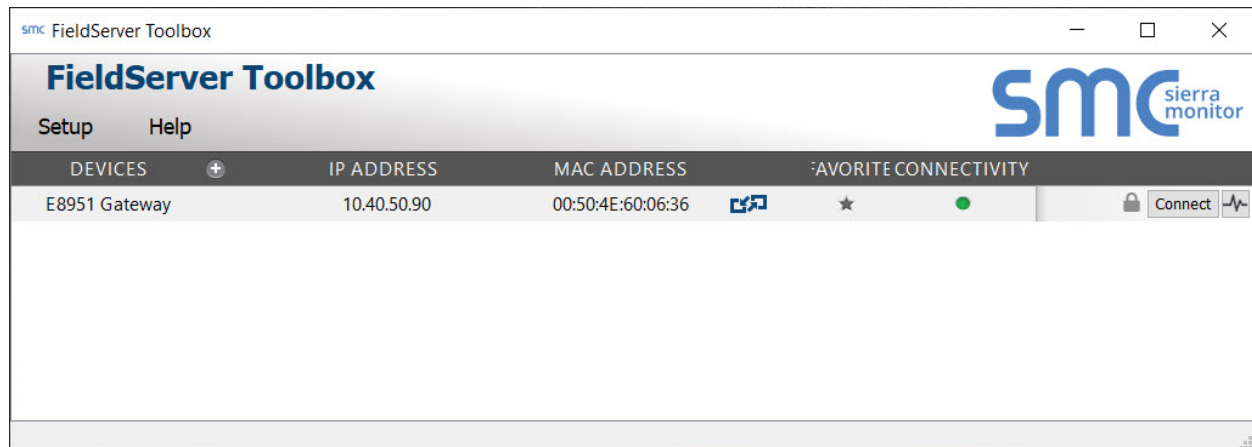 smc FieldServer Toolbox
FieldServer Toolbox
smc sierra monitor
Setup Help
DEVICES IP ADDRESS MAC ADDRESS FAVORITE CONNECTIVITY
E8951 Gateway 10.40.50.90 00:50:4E:60:06:36 Connect